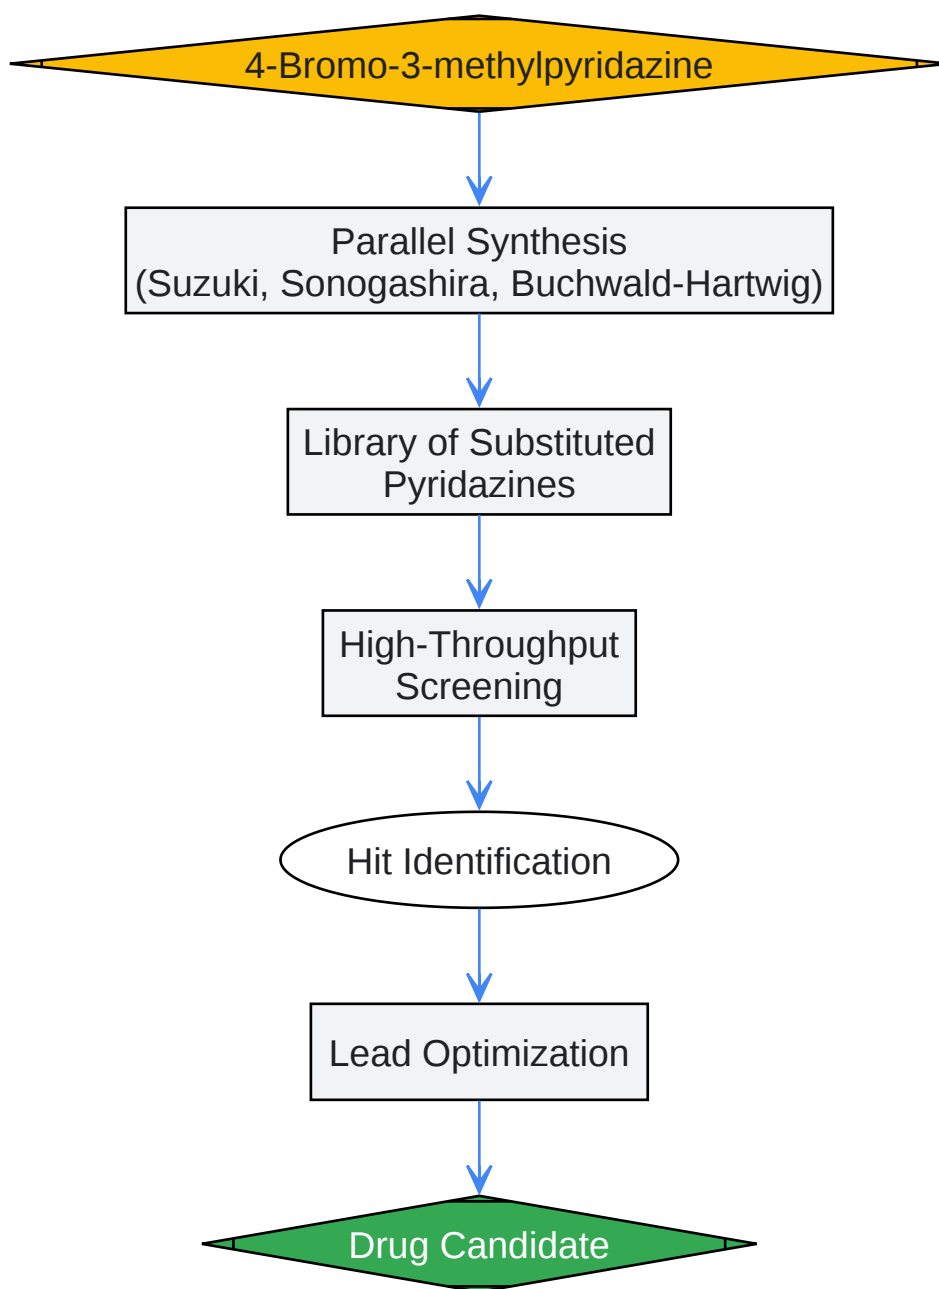 4-Bromo-3-methylpyridazine
Parallel Synthesis
(Suzuki, Sonogashira, Buchwald-Hartwig)
Library of Substituted
Pyridazines
High-Throughput
Screening
Hit Identification
Lead Optimization
Drug Candidate